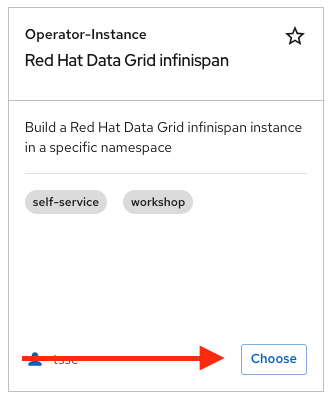 Operator-Instance
Red Hat Data Grid infinispan
Build a Red Hat Data Grid infinispan instance
in a specific namespace
self-service workshop
Choose